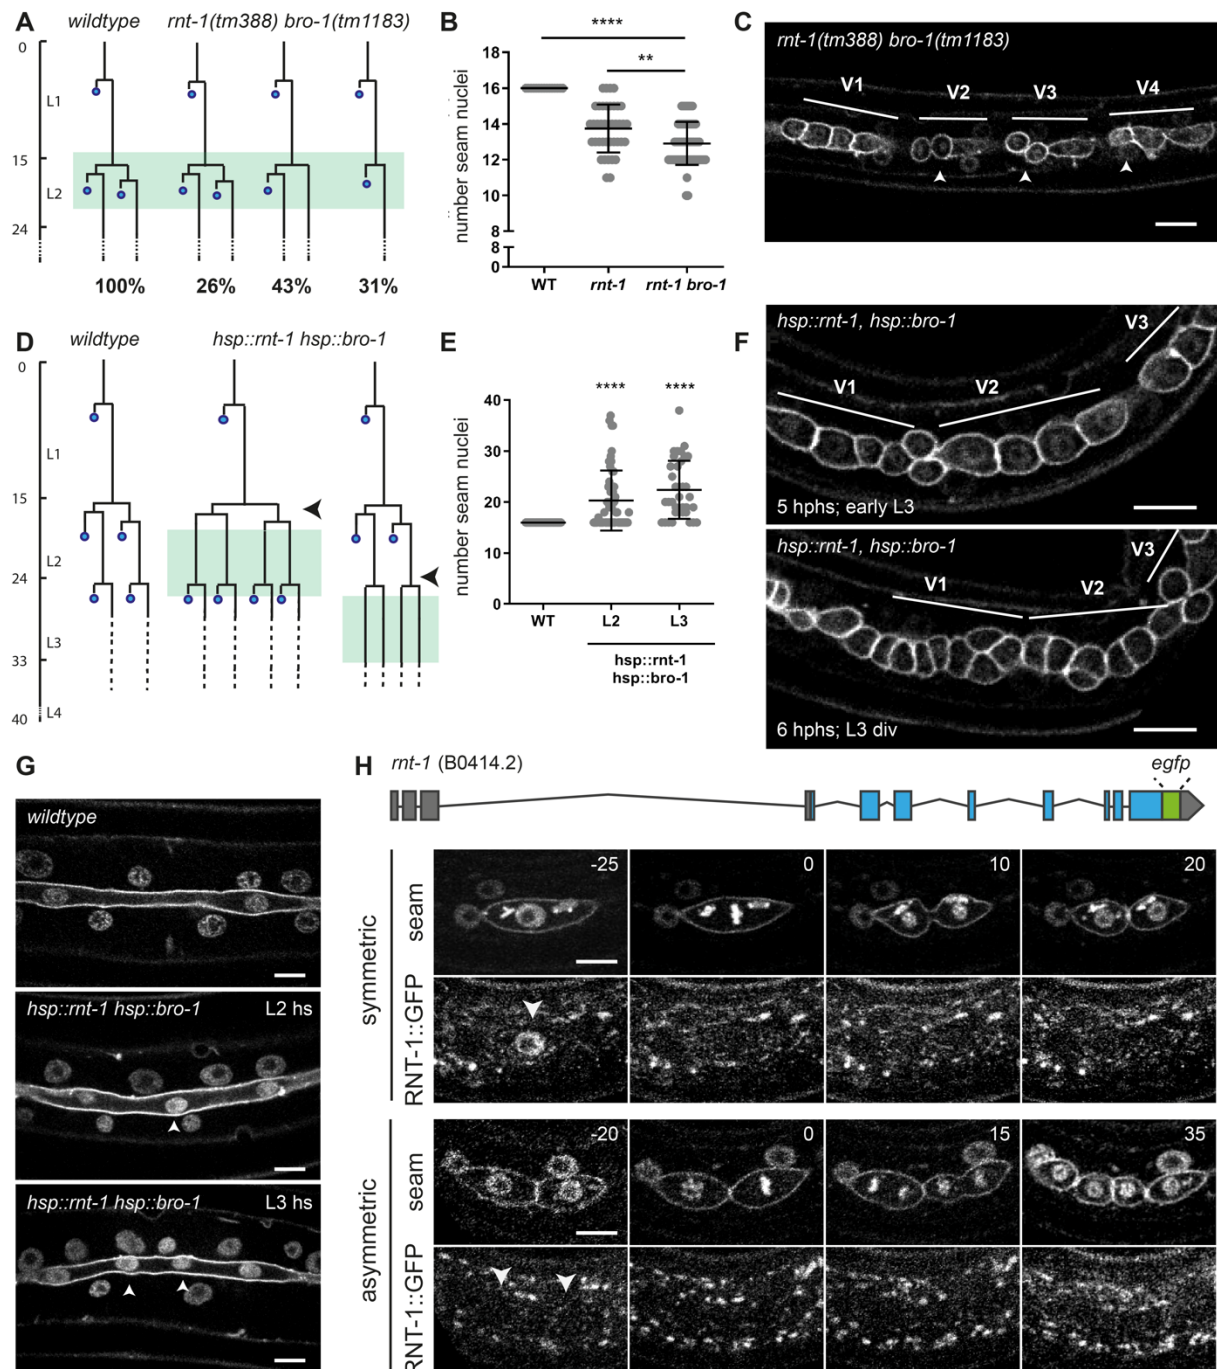 A
wildtype rnt-1(tm388) bro-1(tm1183)
0
L1
15
L2
24
100% 26% 43% 31%
B
**** 
**
number seam nuclei
18
16
14
12
10
8
8
0
WT rnt-1 rnt-1 bro-1
C
rnt-1(tm388) bro-1(tm1183)
V1 V2 V3 V4
D
wildtype hsp::rnt-1 hsp::bro-1
0
L1
15
L2
24
L3
33
L4
40
E
**** ****
number seam nuclei
40
30
20
10
0
WT L2 L3
hsp::rnt-1
hsp::bro-1
F
hsp::rnt-1, hsp::bro-1
V3
V1 V2
5 hphs; early L3
hsp::rnt-1, hsp::bro-1
V3
V1 V2
6 hphs; L3 div
G
wildtype
hsp::rnt-1 hsp::bro-1 L2 hs
hsp::rnt-1 hsp::bro-1 L3 hs
H
rnt-1 (B0414.2)
egfp
symmetric
seam
-25 0 10 20
RNT-1::GFP
asymmetric
seam
-20 0 15 35
RNT-1::GFP